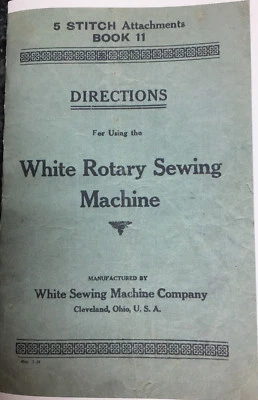 5 STITCH Attachments
BOOK 11
DIRECTIONS
For Using the
White Rotary Sewing
Machine
MANUFACTURED BY
White Sewing Machine Company
Cleveland, Ohio, U. S. A.